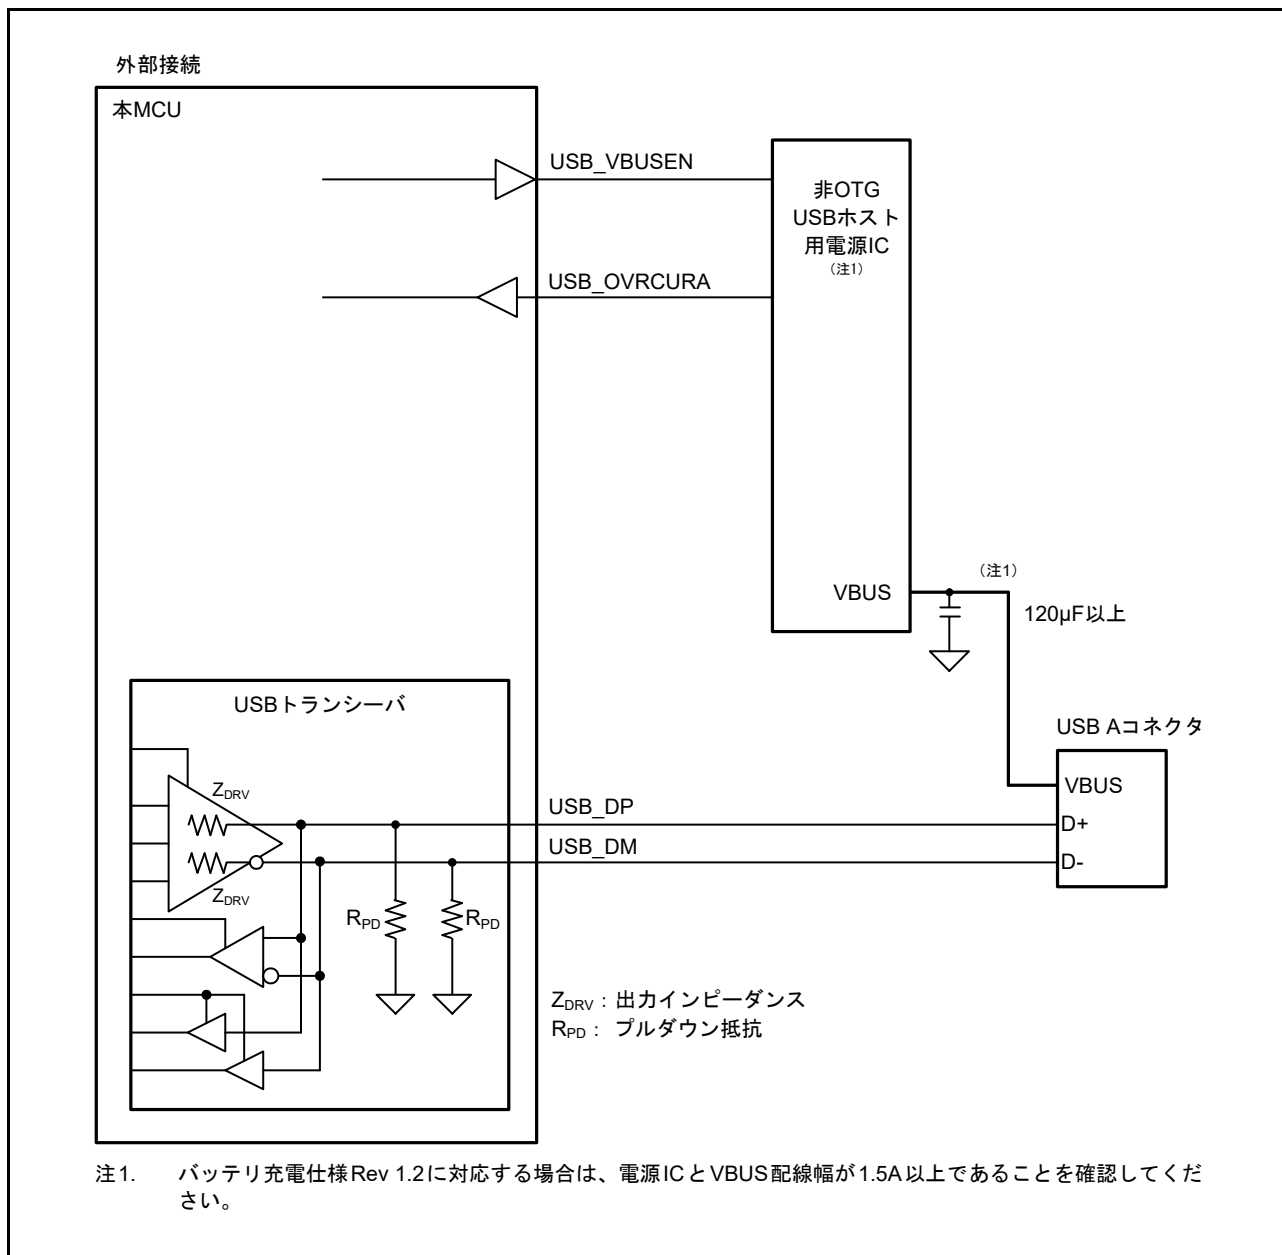 外部接続
本MCU
USB_VBUSEN
非OTG
USBホスト
用電源IC
（注1）
USB_OVRCURA
（注1）
VBUS
120µF以上
USBトランシーバ
USB Aコネクタ
VBUS
ZDRV
USB_DP
D+
USB_DM
D-
ZDRV
RPD
RPD
ZDRV： 出力インピーダンス
RPD： プルダウン抵抗
注1. バッテリ充電仕様Rev 1.2に対応する場合は、電源ICとVBUS配線幅が1.5A以上であることを確認してくだ
さい。